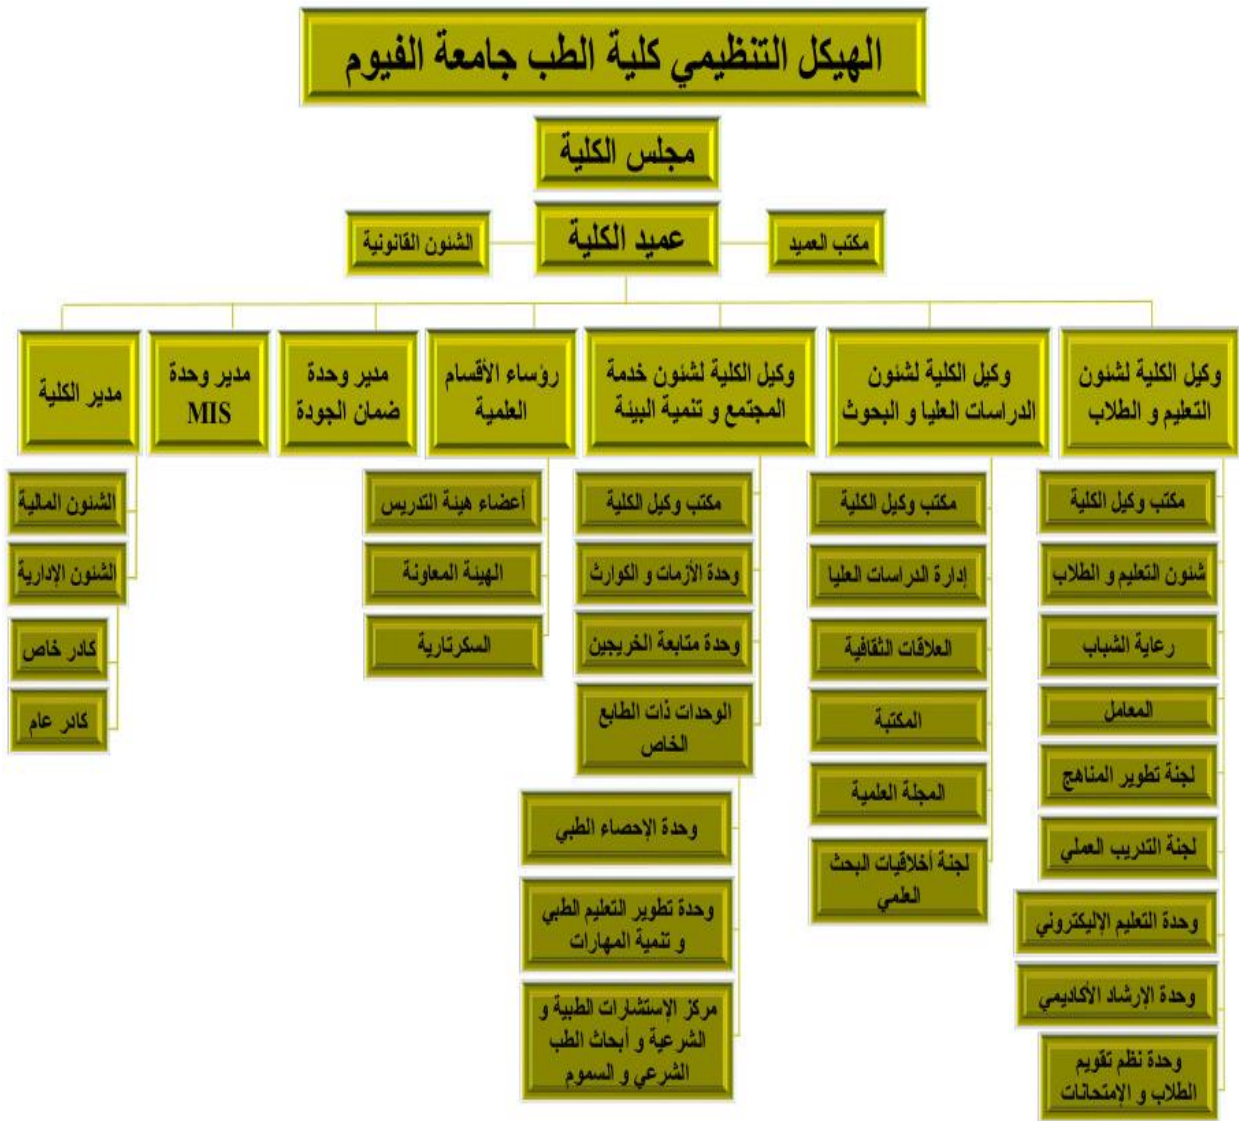 الهيكل التنظيمي كلية الطب جامعة الفيوم
مجلس الكلية
مكتب العميد
عميد الكلية
الشئون القانونية
وكيل الكلية لشئون
التعليم و الطلاب
وكيل الكلية لشئون
الدراسات العليا و البحوث
وكيل الكلية لشئون خدمة
المجتمع و تنمية البيئة
رؤساء الأقسام
العلمية
مدير وحدة
ضمان الجودة
مدير وحدة
MIS
مدير الكلية
مكتب وكيل الكلية
شئون التعليم و الطلاب
رعاية الشباب
المعامل
لجنة تطوير المناهج
لجنة التدريب العملي
وحدة التعليم الإليكتروني
وحدة الإرشاد الأكاديمي
وحدة نظم تقويم
الطلاب و الإمتحانات
مكتب وكيل الكلية
إدارة الدراسات العليا
العلاقات الثقافية
المكتبة
المجلة العلمية
لجنة أخلاقيات البحث
العلمي
مكتب وكيل الكلية
وحدة الأزمات و الكوارث
وحدة متابعة الخريجين
الوحدات ذات الطابع
الخاص
وحدة الإحصاء الطبي
وحدة تطوير التعليم الطبي
و تنمية المهارات
مركز الإستشارات الطبية و
الشرعية و أبحاث الطب
الشرعي و السموم
أعضاء هيئة التدريس
الهيئة المعاونة
السكرتارية
الشئون المالية
الشئون الإدارية
كادر خاص
كادر عام